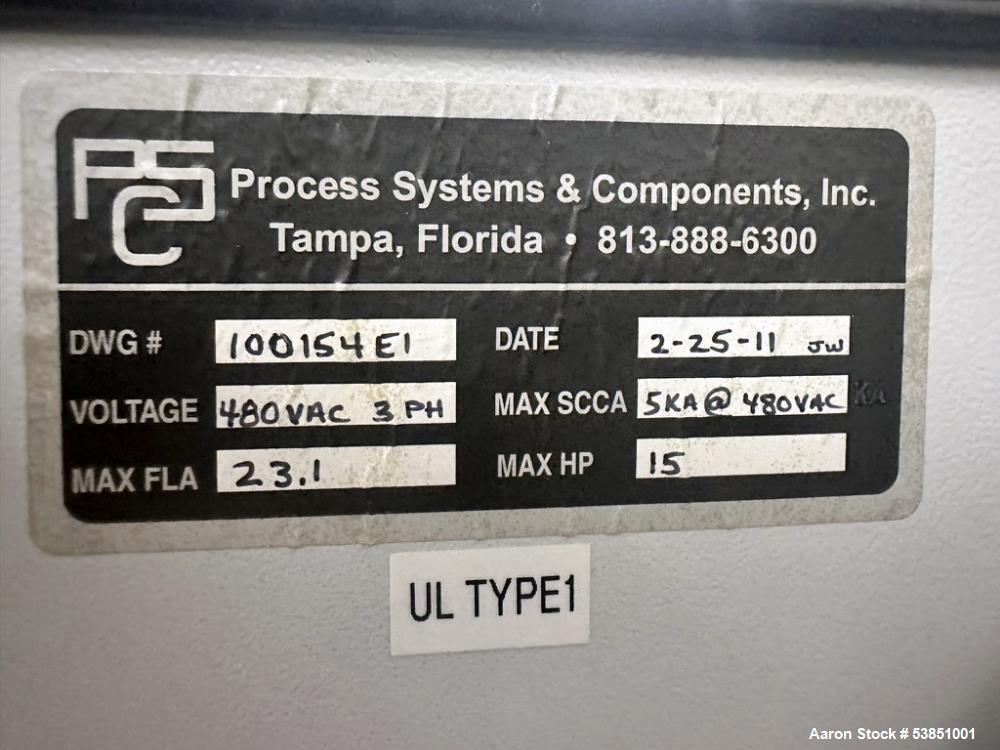 PSC
Process Systems & Components, Inc.
Tampa, Florida • 813-888-6300
DWG # 100154E1 DATE 2-25-11 JW
VOLTAGE 480VAC 3 PH MAX SCCA 5KA@480VAC KA
MAX FLA 23.1 MAX HP 15
UL TYPE1
Aaron Stock # 53851001